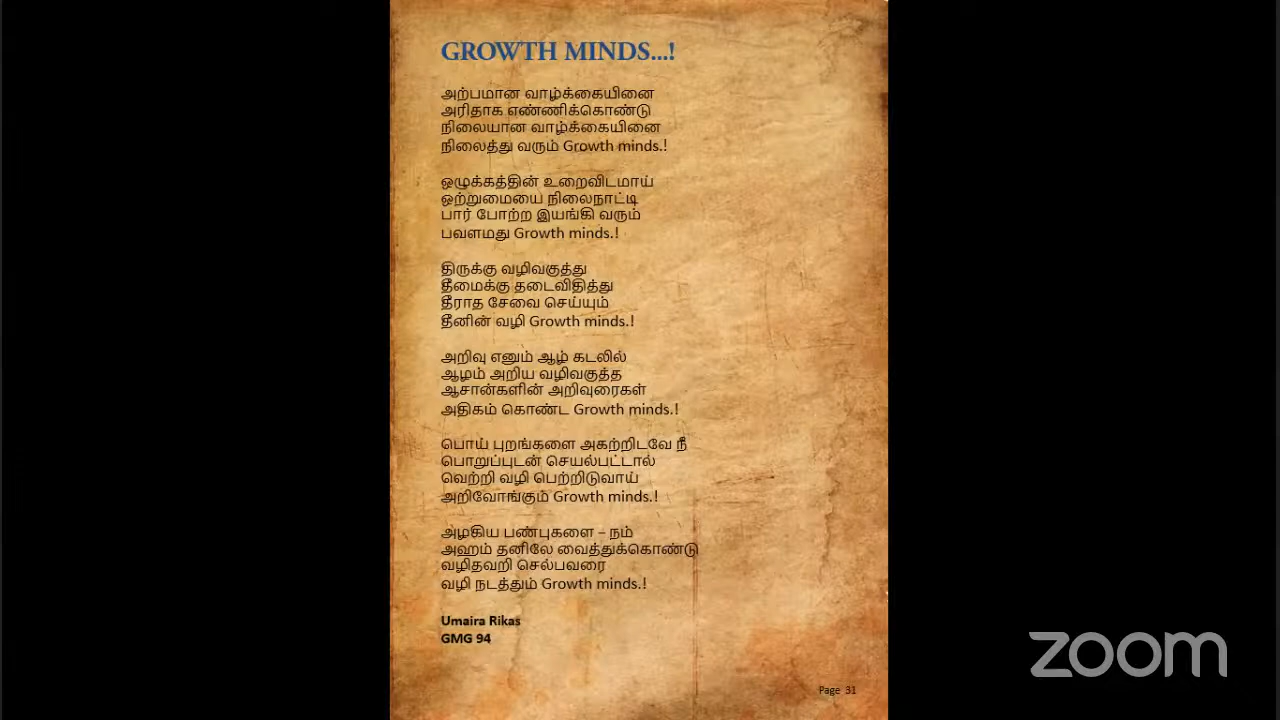 GROWTH MINDS...!
அற்பமான வாழ்க்கையினை
அரிதாக எண்ணிக்கொண்டு
நிலையான வாழ்க்கையினை
நிலைத்து வரும் Growth minds.!
ஒழுக்கத்தின் உறைவிடமாய்
ஒற்றுமையை நிலைநாட்டி
பார் போற்ற இயங்கி வரும்
பவளமது Growth minds.!
திருக்கு வழிவகுத்து
தீமைக்கு தடைவிதித்து
தீராத சேவை செய்யும்
தீனின் வழி Growth minds.!
அறிவு எனும் ஆழ் கடலில்
ஆழம் அறிய வழிவகுத்த
ஆசான்களின் அறிவுரைகள்
அதிகம் கொண்ட Growth minds.!
பொய் புறங்களை அகற்றிடவே நீ
பொறுப்புடன் செயல்பட்டால்
வெற்றி வழி பெற்றிடுவாய்
அறிவோங்கும் Growth minds.!
அழகிய பண்புகளை – நம்
அஹம் தனிலே வைத்துக்கொண்டு
வழிதவறி செல்பவரை
வழி நடத்தும் Growth minds.!
Umaira Rikas
GMG 94
Page 31
zoom